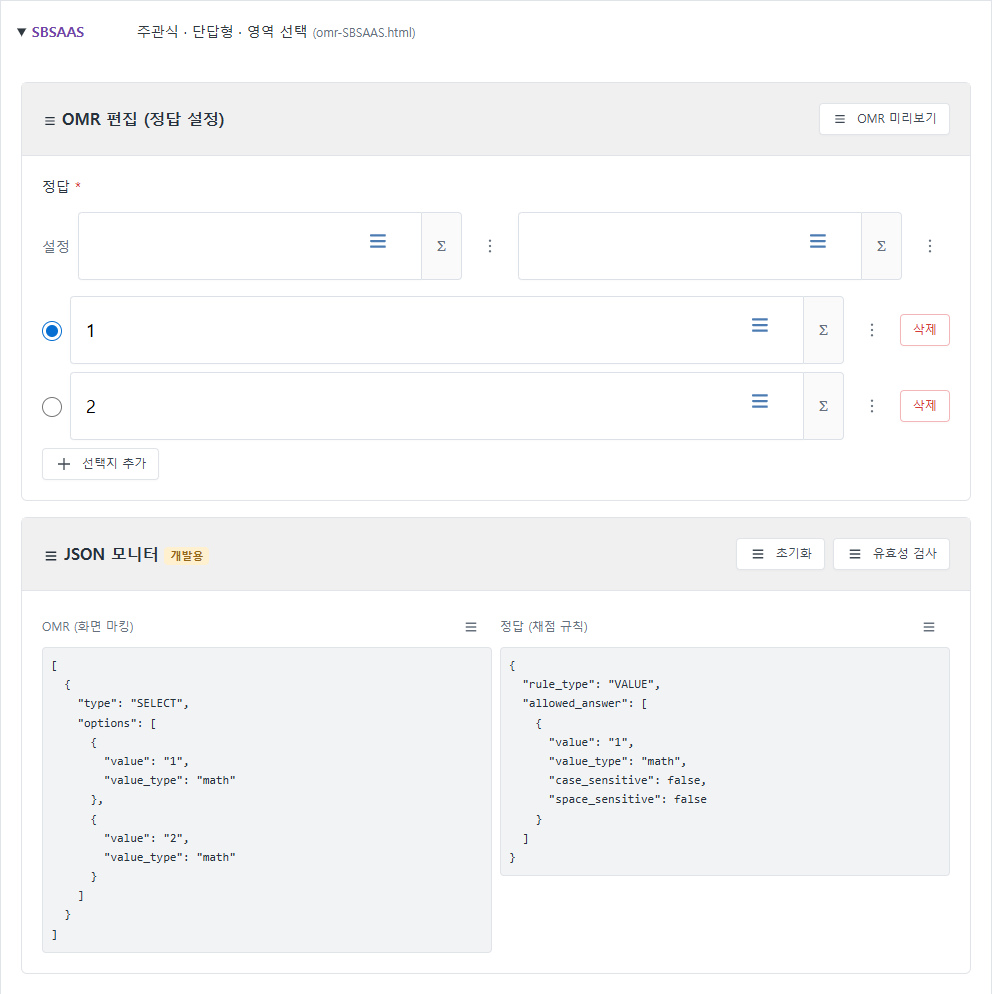 ▼ SBSAAS 주관식 · 단답형 · 영역 선택 (omr-SBSAAS.html)
≡ OMR 편집 (정답 설정)
≡ OMR 미리보기
정답 *
설정 Σ ⋮ Σ ⋮
1 Σ ⋮ 삭제
2 Σ ⋮ 삭제
+ 선택지 추가
≡ JSON 모니터 개발용
≡ 초기화 ≡ 유효성 검사
OMR (화면 마킹)
[
  {
    "type": "SELECT",
    "options": [
      {
        "value": "1",
        "value_type": "math"
      },
      {
        "value": "2",
        "value_type": "math"
      }
    ]
  }
]
정답 (채점 규칙)
{
  "rule_type": "VALUE",
  "allowed_answer": [
    {
      "value": "1",
      "value_type": "math",
      "case_sensitive": false,
      "space_sensitive": false
    }
  ]
}